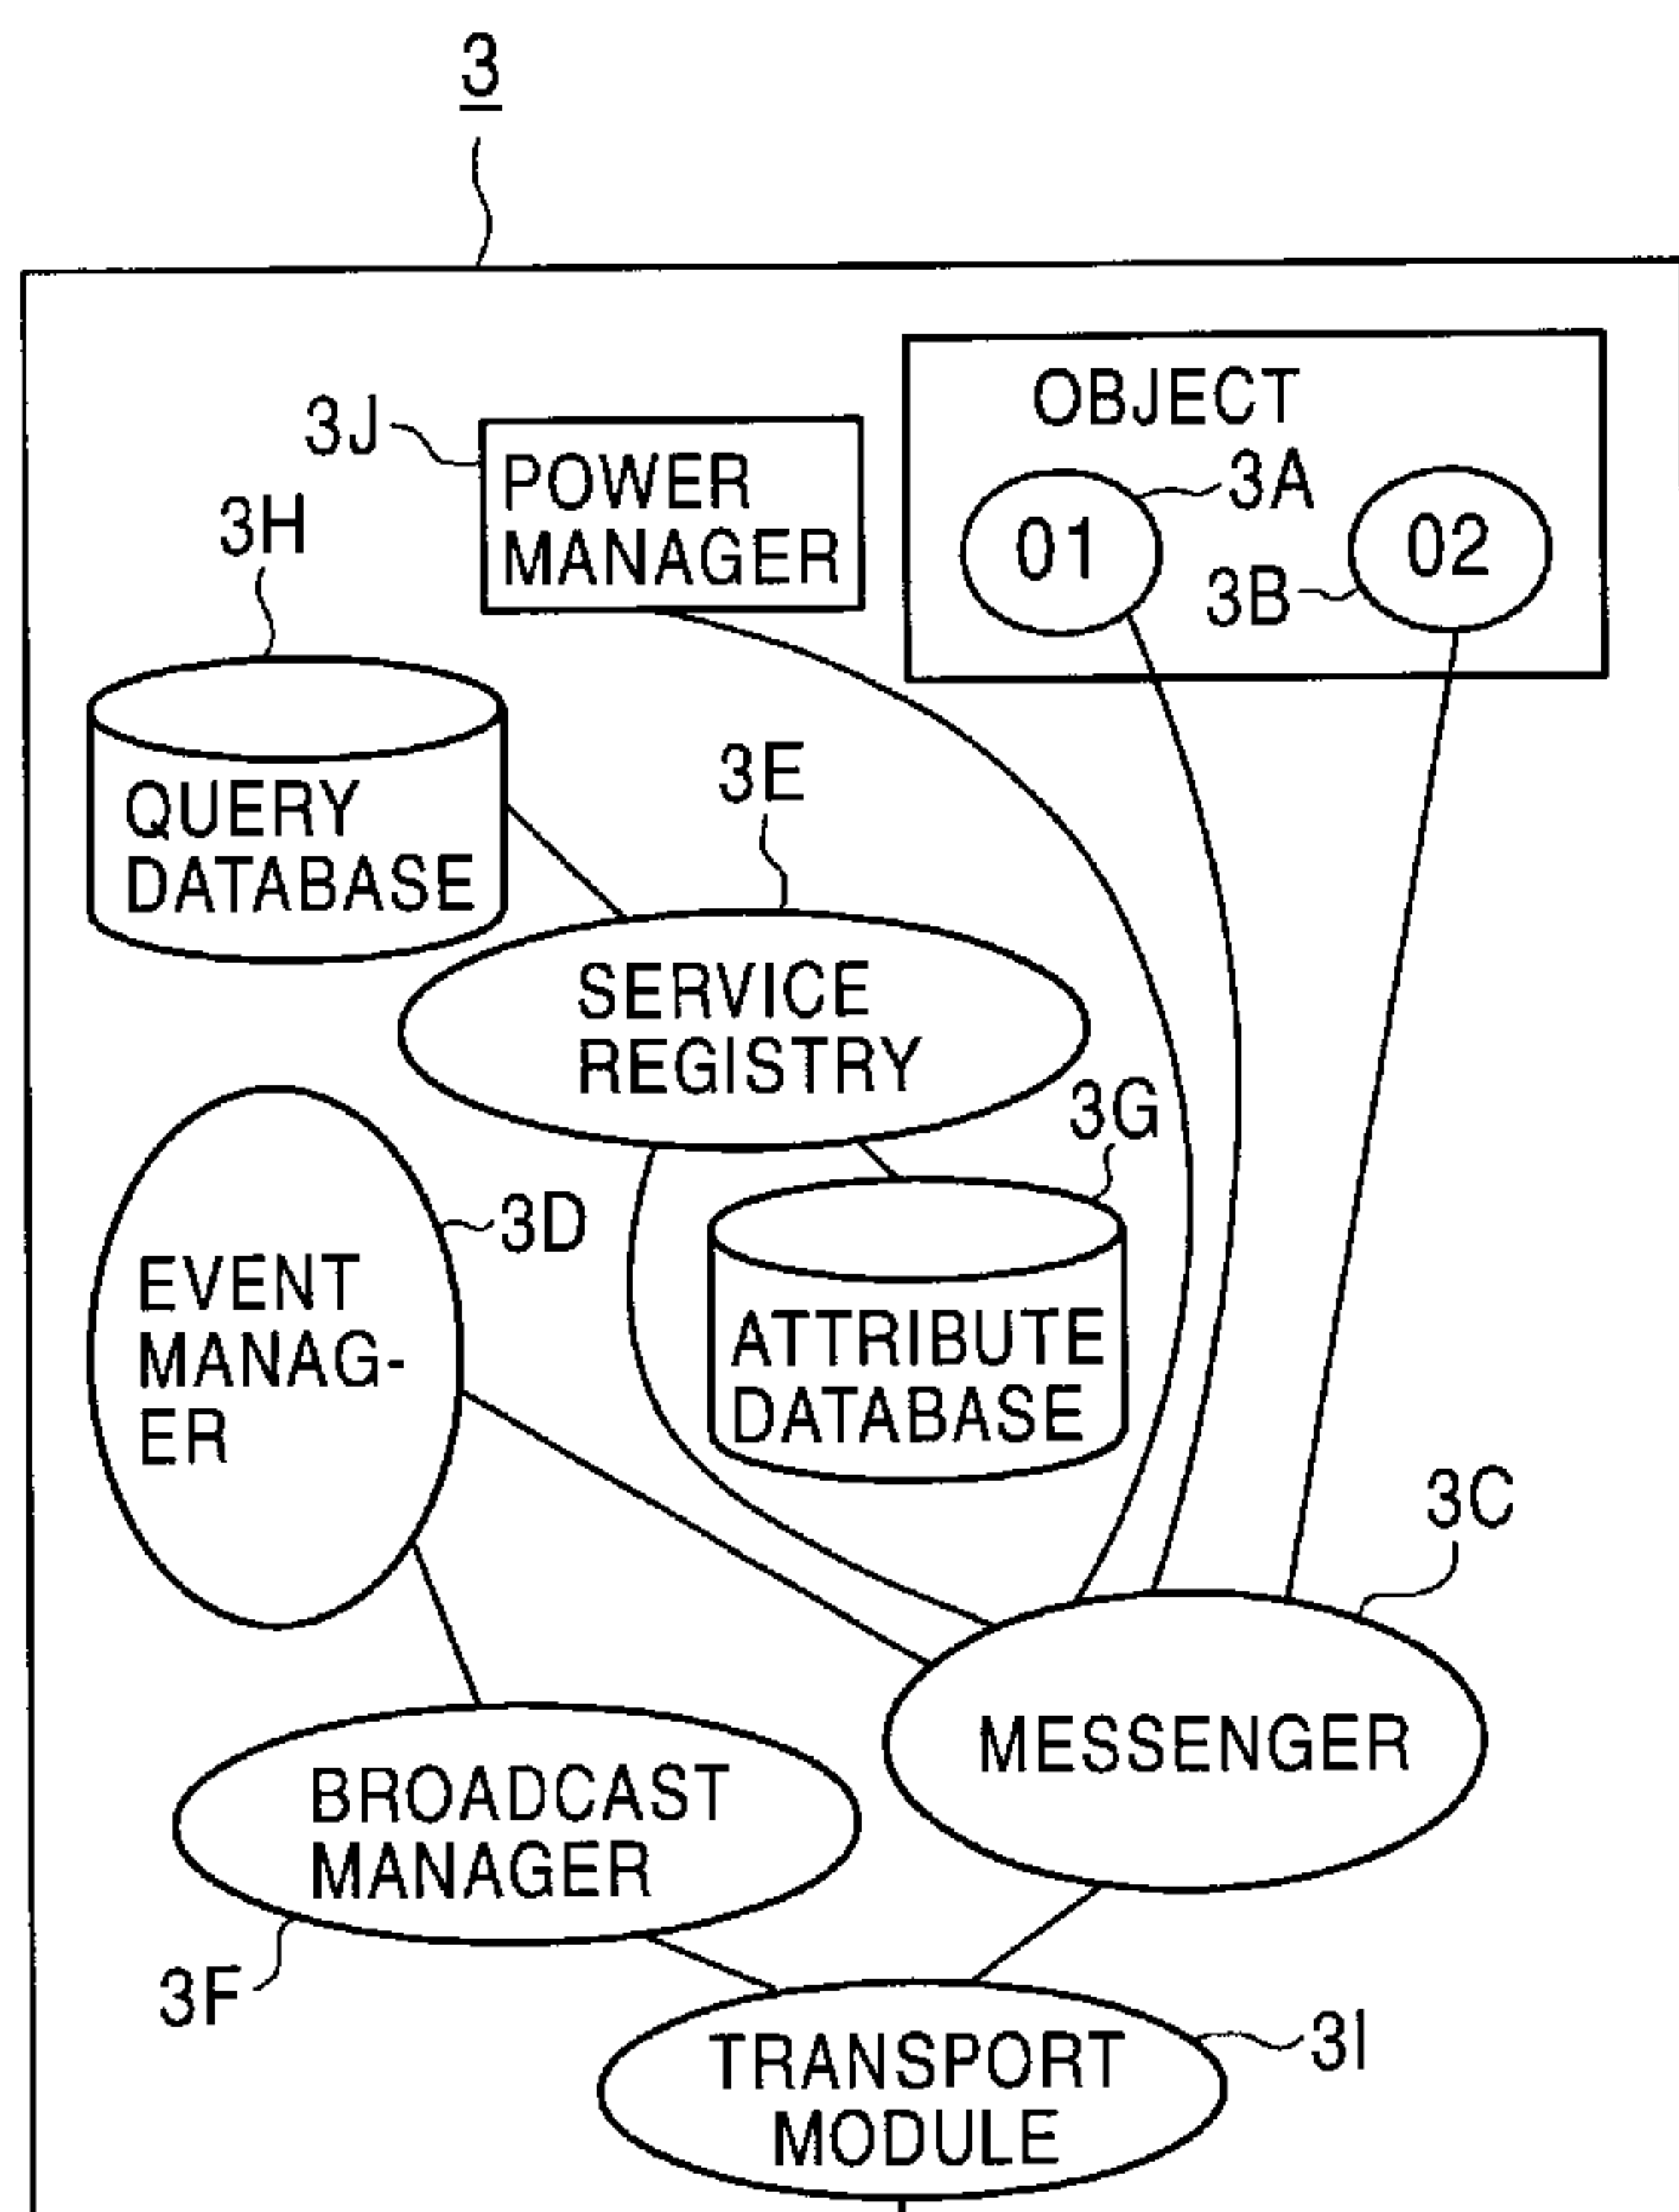 3
OBJECT
3J
POWER
MANAGER
3A
01
02
3B
3H
QUERY
DATABASE
3E
SERVICE
REGISTRY
3G
3D
EVENT
MANAG-
ER
ATTRIBUTE
DATABASE
3C
MESSENGER
BROADCAST
MANAGER
3F
TRANSPORT
MODULE
3I